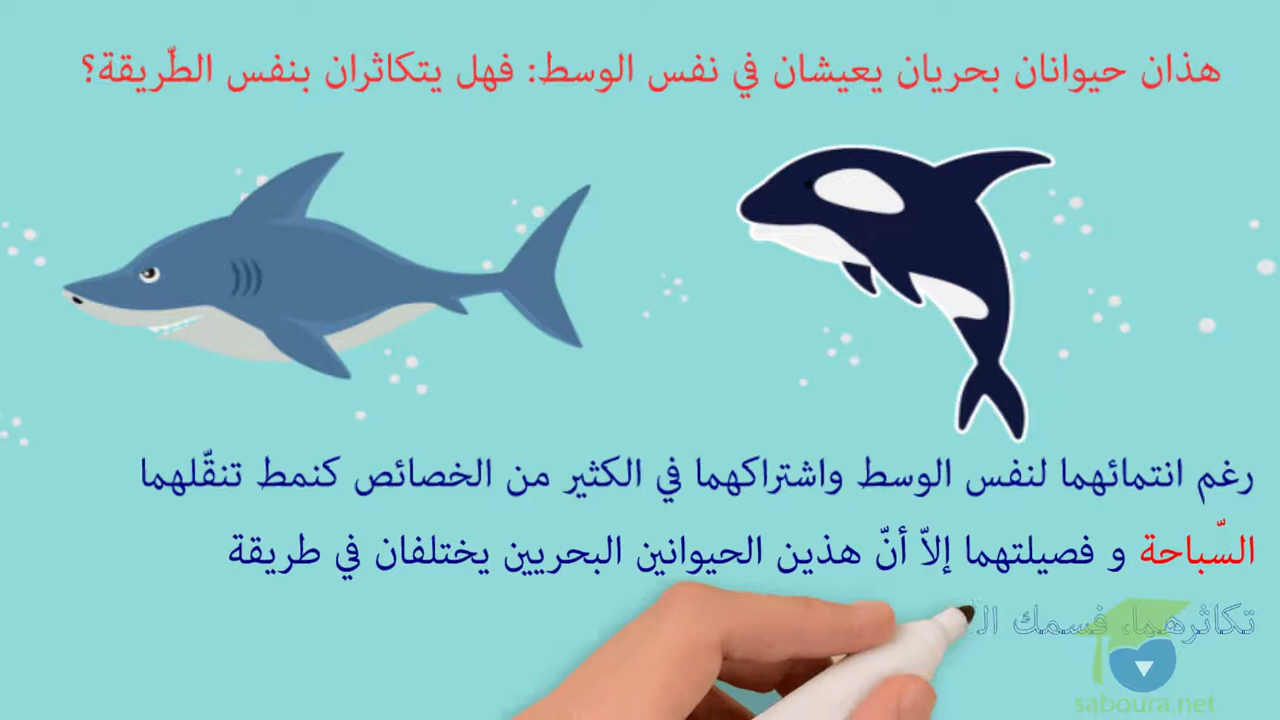 هذان حيوانان بحريان يعيشان في نفس الوسط: فهل يتكاثران بنفس الطّريقة؟
رغم انتمائهما لنفس الوسط واشتراكهما في الكثير من الخصائص كنمط تنقّلهما
السّباحة و فصيلتهما إلاّ أنّ هذين الحيوانين البحريين يختلفان في طريقة
تكاثرهما، فسمك ال
saboura.net